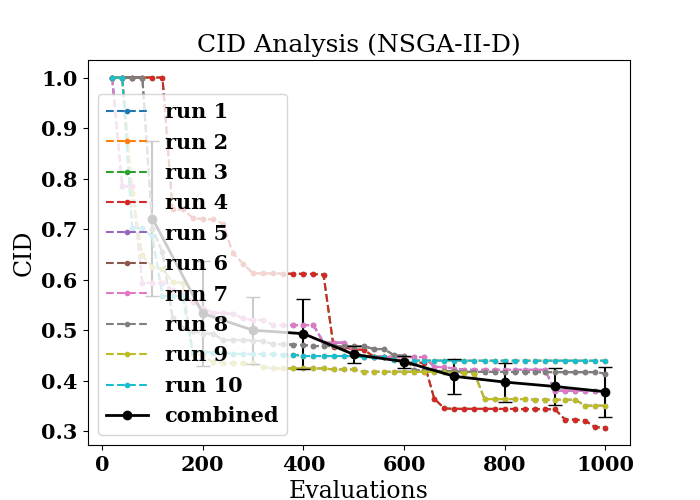 CID Analysis (NSGA-II-D)
1.0
0.9
0.8
0.7
0.6
0.5
0.4
0.3
CID
run 1
run 2
run 3
run 4
run 5
run 6
run 7
run 8
run 9
run 10
combined
0 200 400 600 800 1000
Evaluations